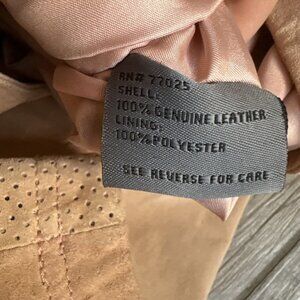 RN# 77025
SHELL:
100% GENUINE LEATHER
LINING:
100% POLYESTER
SEE REVERSE FOR CARE